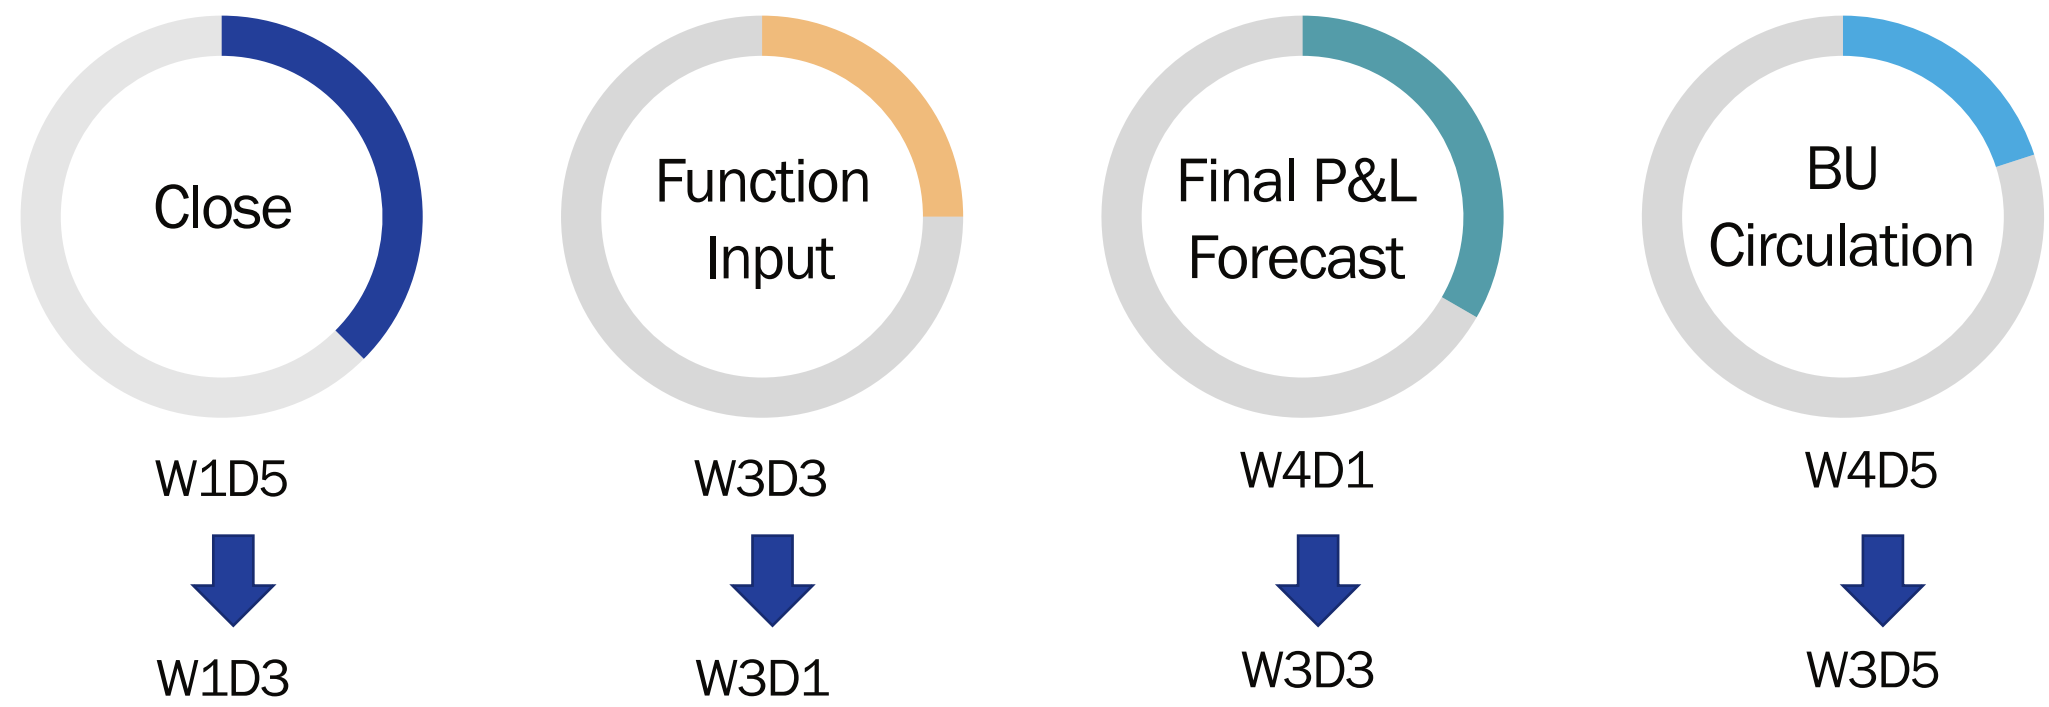 Close
W1D5
W1D3
Function
Input
W3D3
W3D1
Final P&L
Forecast
W4D1
W3D3
BU
Circulation
W4D5
W3D5